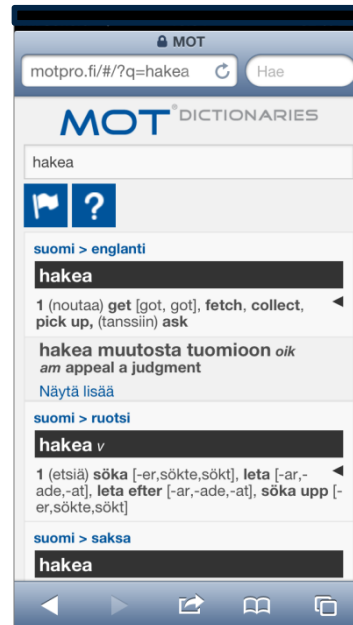 MOT
motpro.fi/#/?q=hakea
Hae
MOT® DICTIONARIES
hakea
?
suomi > englanti
hakea
1 (noutaa) get [got, got], fetch, collect,
pick up, (tanssiin) ask
hakea muutosta tuomioon oik
am appeal a judgment
Näytä lisää
suomi > ruotsi
hakea v
1 (etsiä) söka [-er,sökte,sökt], leta [-ar,-
ade,-at], leta efter [-ar,-ade,-at], söka upp [-
er,sökte,sökt]
suomi > saksa
hakea